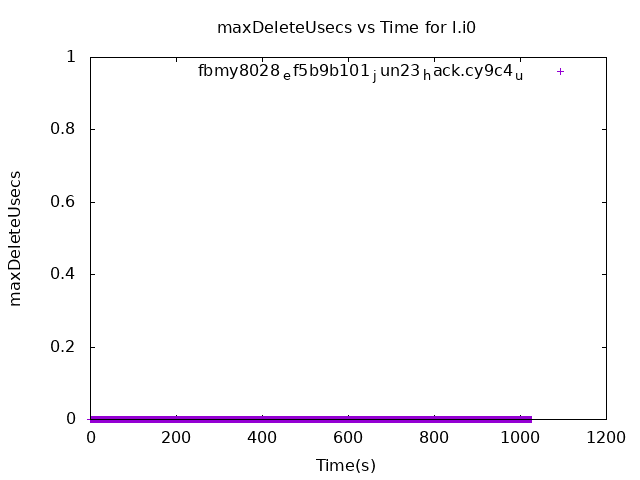 maxDeleteUsecs vs Time for l.i0
1
fbmy8028ef5b9b101jun23hack.cy9c4u
0.8
0.6
maxDeleteUsecs
0.4
0.2
0
0 200 400 600 800 1000 1200
Time(s)